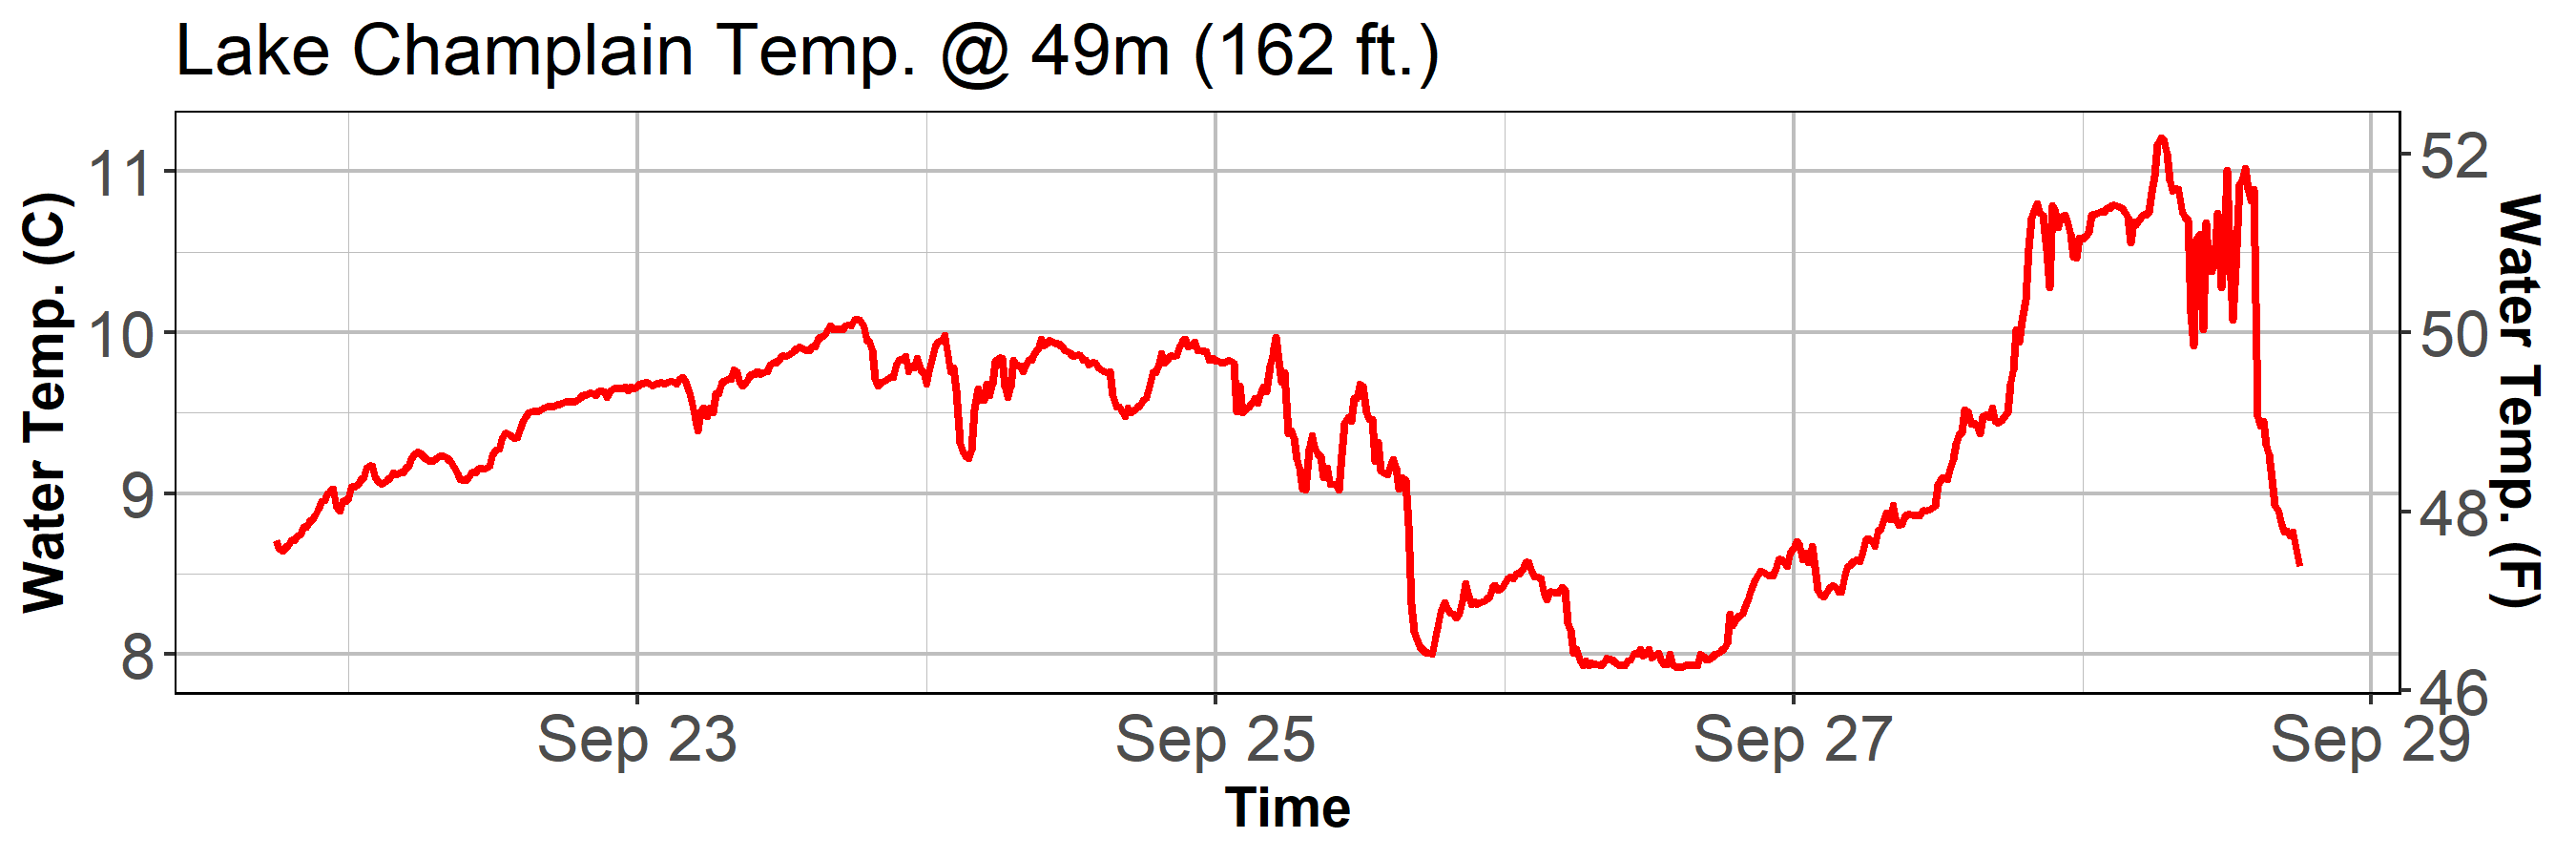 Lake Champlain Temp. @ 49m (162 ft.)
Water Temp. (C)
11
10
9
8
52
50
48
46
Water Temp. (F)
Sep 23
Sep 25
Sep 27
Sep 29
Time